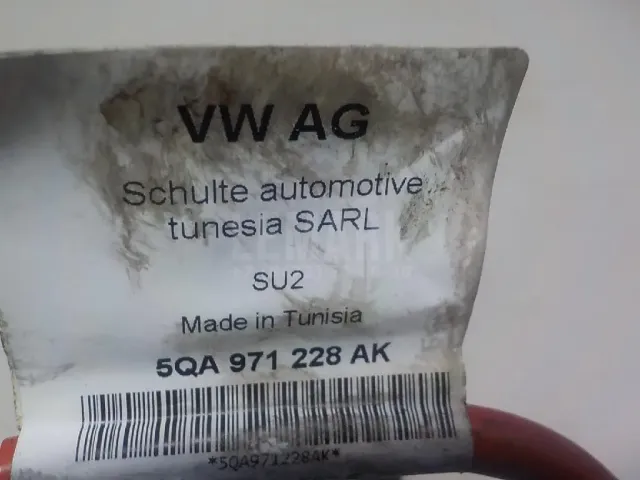 VW AG
Schulte automotive
tunesia SARL
SU2
Made in Tunisia
5QA 971 228 AK
*5QA971228AK*